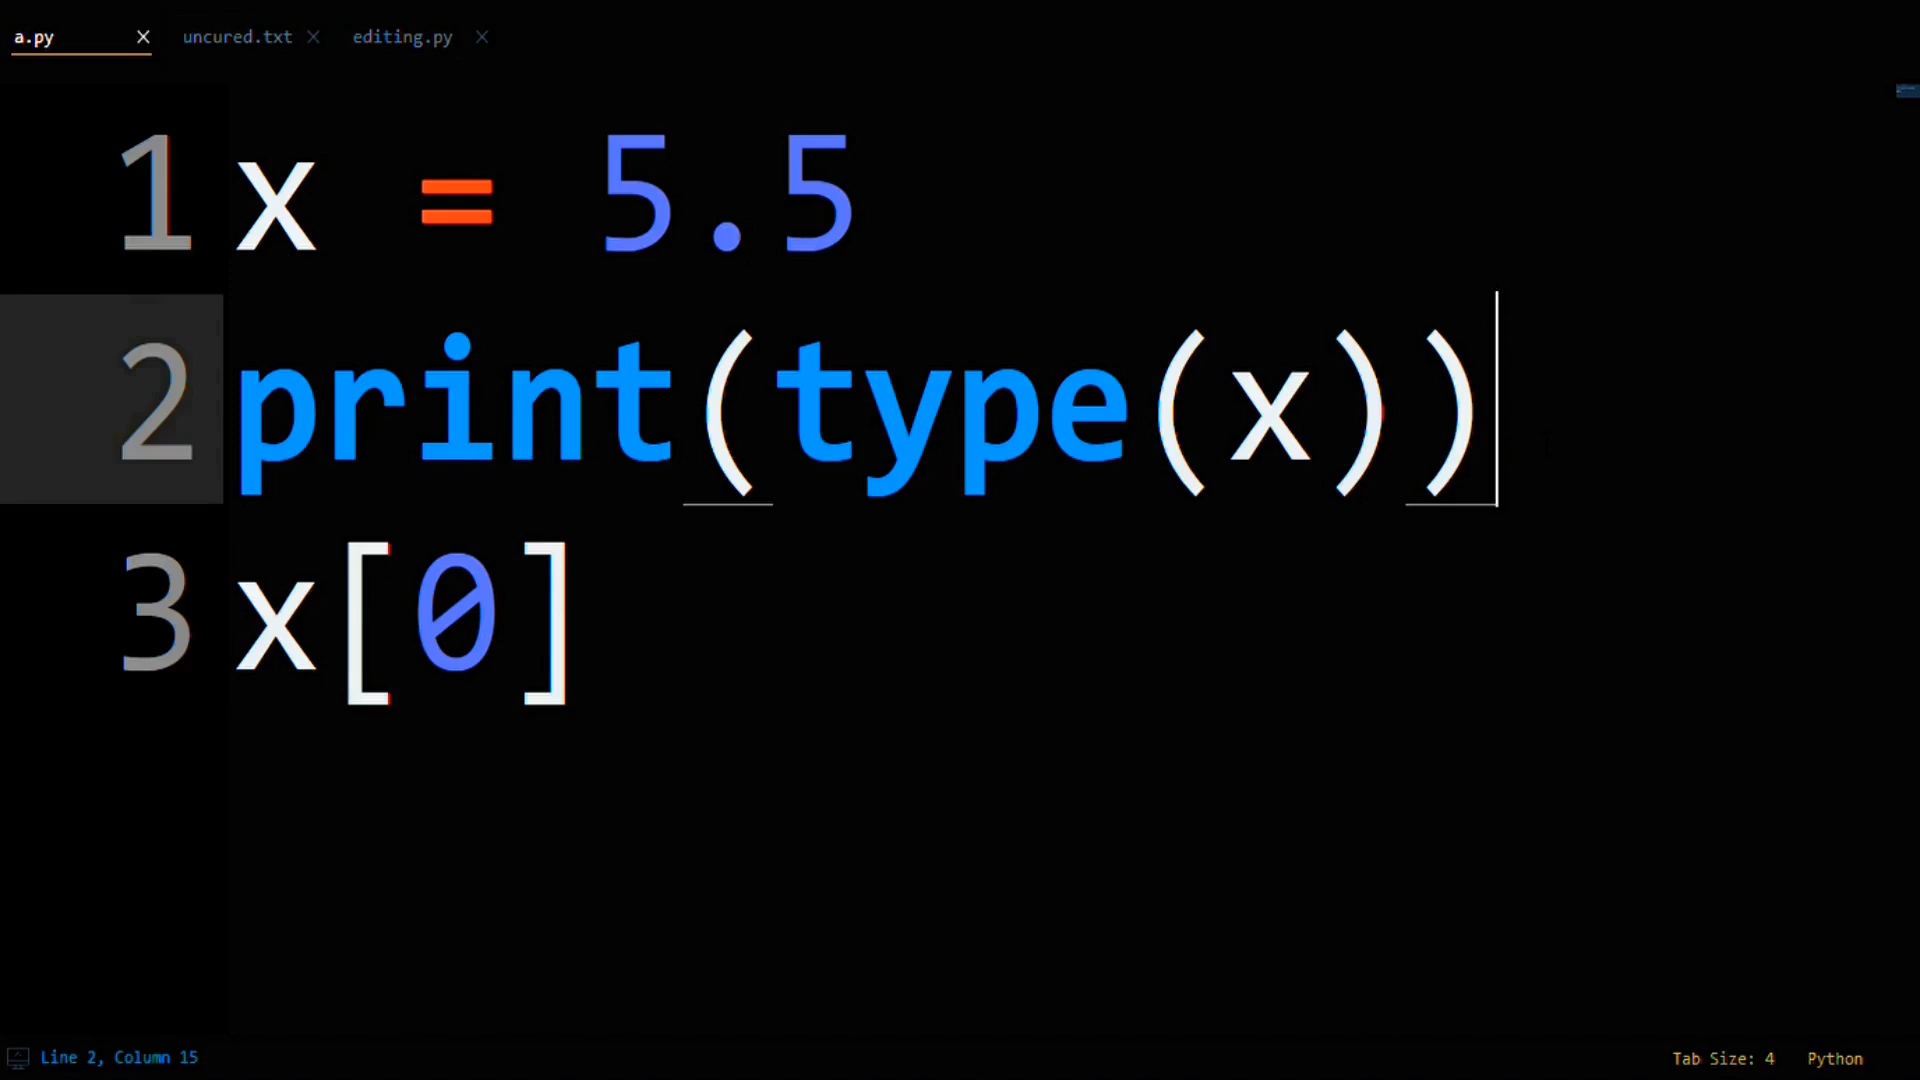 a.py uncured.txt editing.py
1 x = 5.5
2 print(type(x))
3 x[0]
Line 2, Column 15 Tab Size: 4 Python